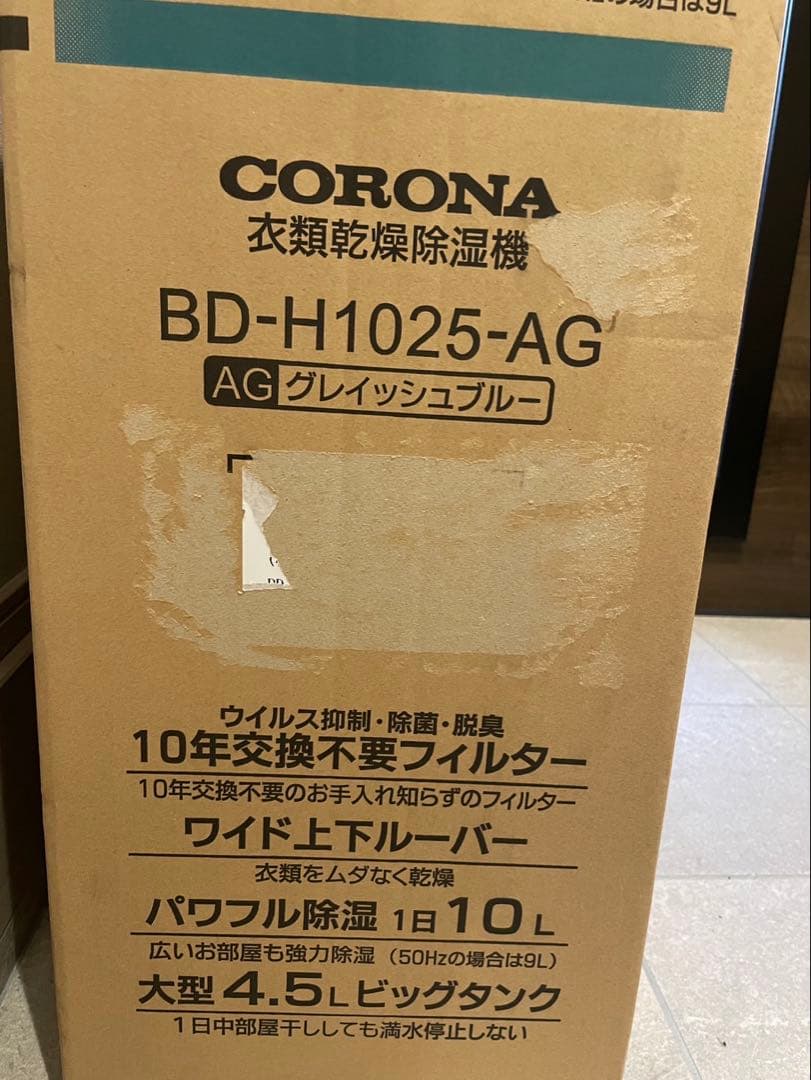 の場合は9L
CORONA
衣類乾燥除湿機
BD-H1025-AG
AG グレイッシュブルー
ウイルス抑制・除菌・脱臭
10年交換不要フィルター
10年交換不要のお手入れ知らずのフィルター
ワイド上下ルーバー
衣類をムダなく乾燥
パワフル除湿 1日10L
広いお部屋も強力除湿（50Hzの場合は9L）
大型4.5Lビッグタンク
1日中部屋干ししても満水停止しない